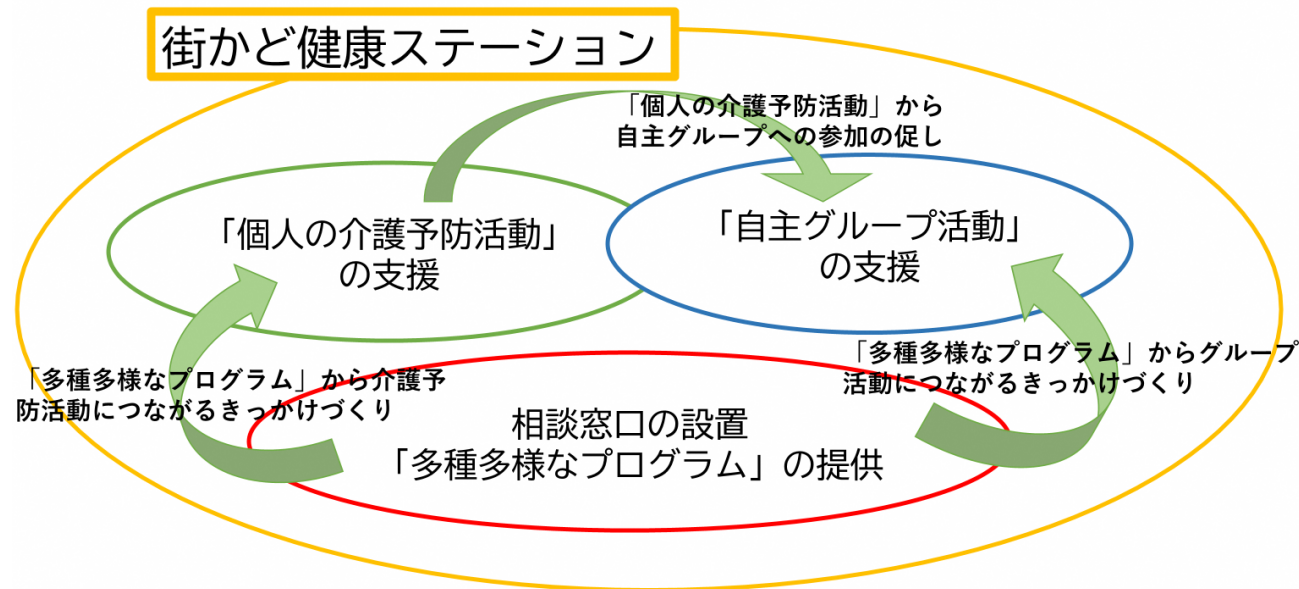 街かど健康ステーション
「個人の介護予防活動」から
自主グループへの参加の促し
「個人の介護予防活動」
の支援
「自主グループ活動」
の支援
「多種多様なプログラム」から介護予
防活動につながるきっかけづくり
「多種多様なプログラム」からグループ
活動につながるきっかけづくり
相談窓口の設置
「多種多様なプログラム」の提供